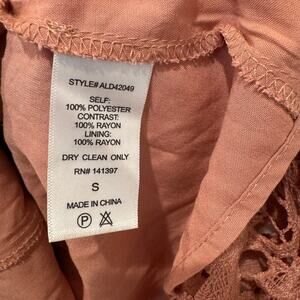 STYLE# ALD42049
SELF:
100% POLYESTER
CONTRAST:
100% RAYON
LINING:
100% RAYON
DRY CLEAN ONLY
RN# 141397
S
MADE IN CHINA
P